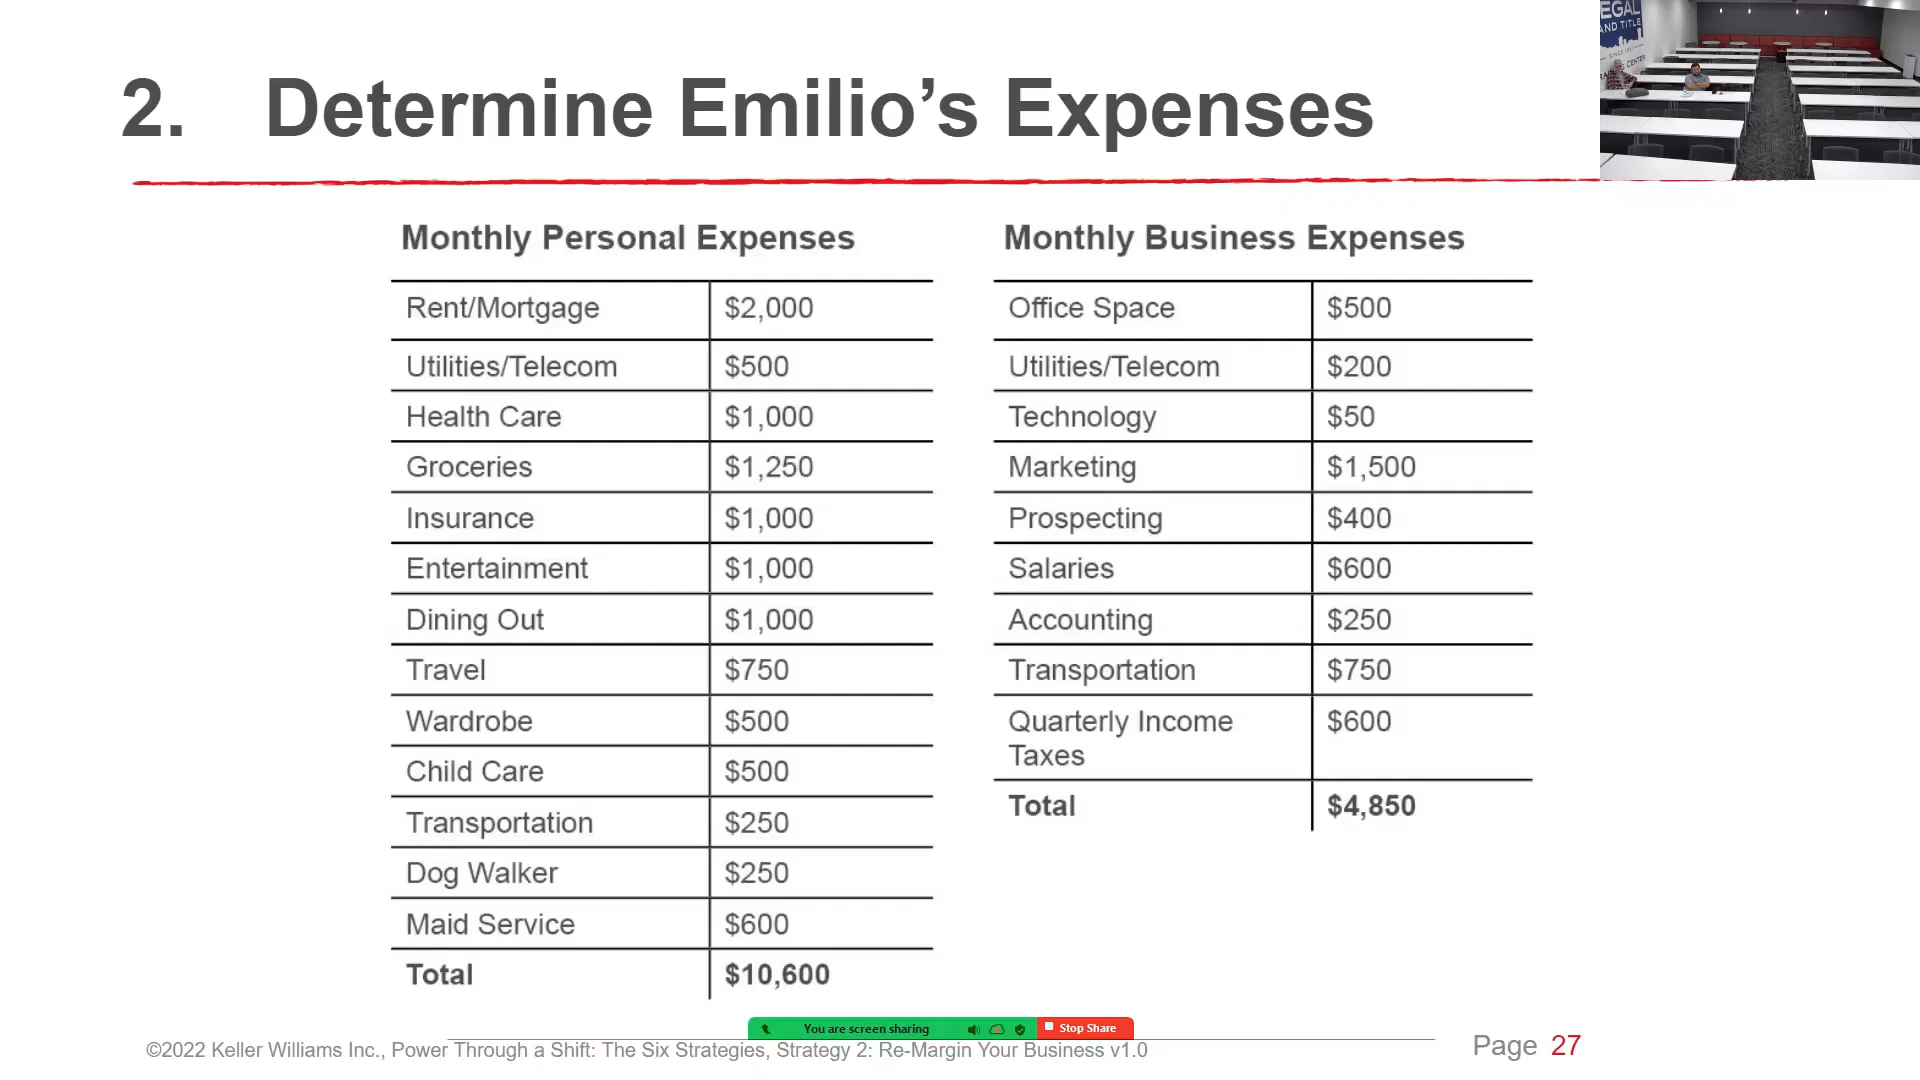 2. Determine Emilio’s Expenses
EGAL
AND TITLE
Monthly Personal Expenses
Rent/Mortgage $2,000
Utilities/Telecom $500
Health Care $1,000
Groceries $1,250
Insurance $1,000
Entertainment $1,000
Dining Out $1,000
Travel $750
Wardrobe $500
Child Care $500
Transportation $250
Dog Walker $250
Maid Service $600
Total $10,600
Monthly Business Expenses
Office Space $500
Utilities/Telecom $200
Technology $50
Marketing $1,500
Prospecting $400
Salaries $600
Accounting $250
Transportation $750
Quarterly Income $600
Taxes
Total $4,850
You are screen sharing Stop Share
©2022 Keller Williams Inc., Power Through a Shift: The Six Strategies, Strategy 2: Re-Margin Your Business v1.0
Page 27